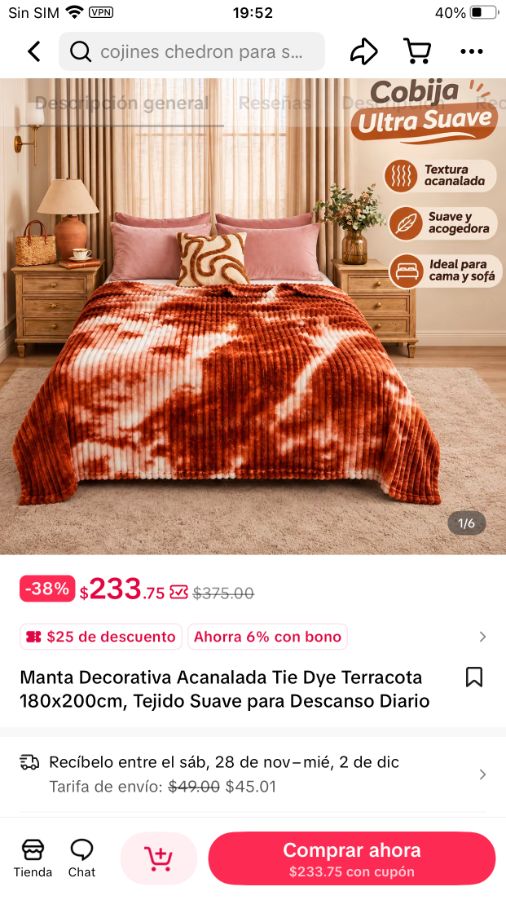 Sin SIM VPN 19:52 40%
cojines chedron para s...
Descripción general Reseñas
Cobija
Ultra Suave
Textura
acanalada
Suave y
acogedora
Ideal para
cama y sofá
1/6
-38% $233.75 $375.00
$25 de descuento Ahorra 6% con bono
Manta Decorativa Acanalada Tie Dye Terracota
180x200cm, Tejido Suave para Descanso Diario
Recíbelo entre el sáb, 28 de nov–mié, 2 de dic
Tarifa de envío: $49.00 $45.01
Comprar ahora
Tienda Chat $233.75 con cupón